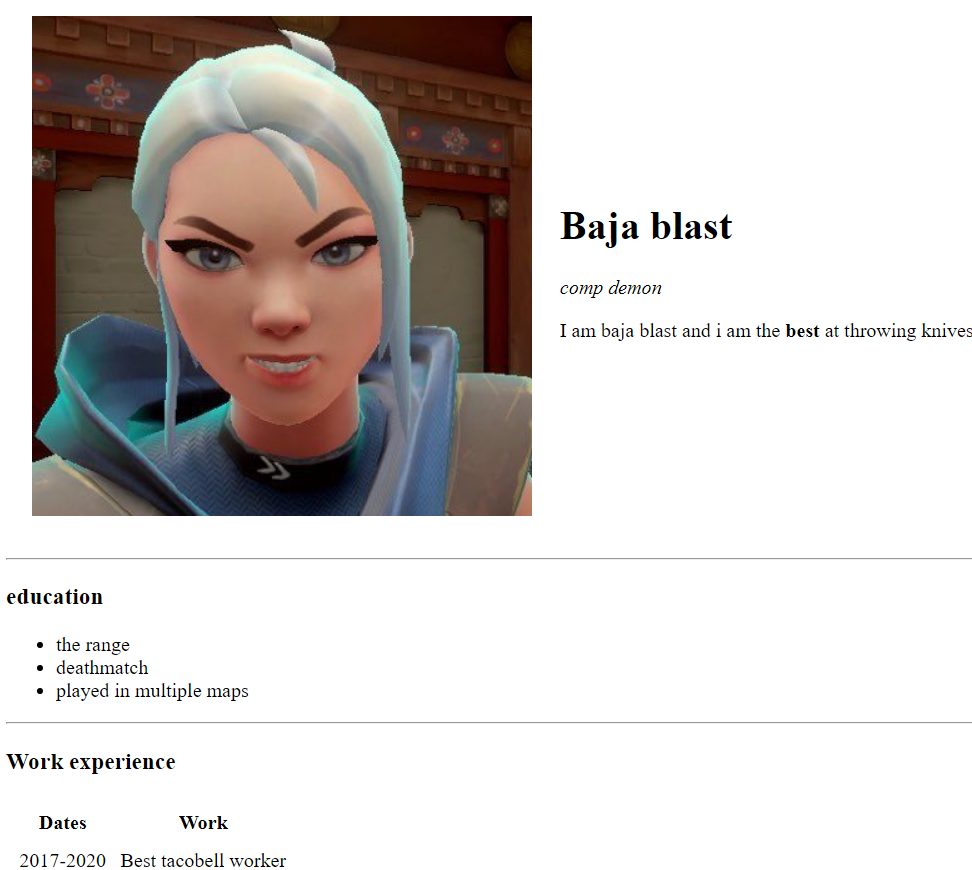 Baja blast
comp demon
I am baja blast and i am the best at throwing knives
education
the range
deathmatch
played in multiple maps
Work experience
Dates Work
2017-2020 Best tacobell worker